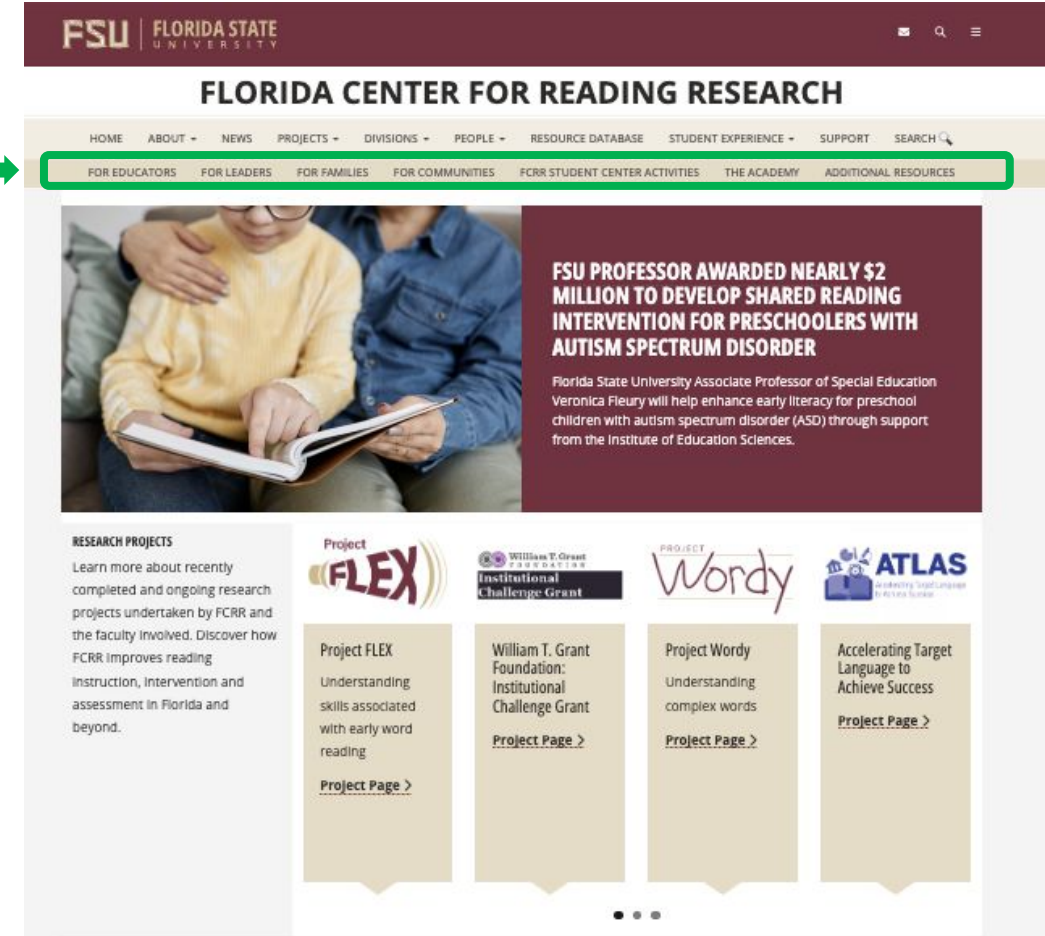 FSU FLORIDA STATE
UNIVERSITY
FLORIDA CENTER FOR READING RESEARCH
HOME ABOUT NEWS PROJECTS DIVISIONS PEOPLE RESOURCE DATABASE STUDENT EXPERIENCE SUPPORT SEARCH
FOR EDUCATORS FOR LEADERS FOR FAMILIES FOR COMMUNITIES FCRR STUDENT CENTER ACTIVITIES THE ACADEMY ADDITIONAL RESOURCES
FSU PROFESSOR AWARDED NEARLY $2
MILLION TO DEVELOP SHARED READING
INTERVENTION FOR PRESCHOOLERS WITH
AUTISM SPECTRUM DISORDER
Florida State University Associate Professor of Special Education
Veronica Fleury will help enhance early literacy for preschool
children with autism spectrum disorder (ASD) through support
from the Institute of Education Sciences.
RESEARCH PROJECTS
Learn more about recently
completed and ongoing research
projects undertaken by FCRR and
the faculty involved. Discover how
FCRR improves reading
instruction, intervention and
assessment in Florida and
beyond.
Project
FLEX
Project FLEX
Understanding
skills associated
with early word
reading
Project Page >
William T. Grant
FOUNDATION
Institutional
Challenge Grant
William T. Grant
Foundation:
Institutional
Challenge Grant
Project Page >
PROJECT
Wordy
Project Wordy
Understanding
complex words
Project Page >
ATLAS
Accelerating Target Language
to Achieve Success
Accelerating Target
Language to
Achieve Success
Project Page >